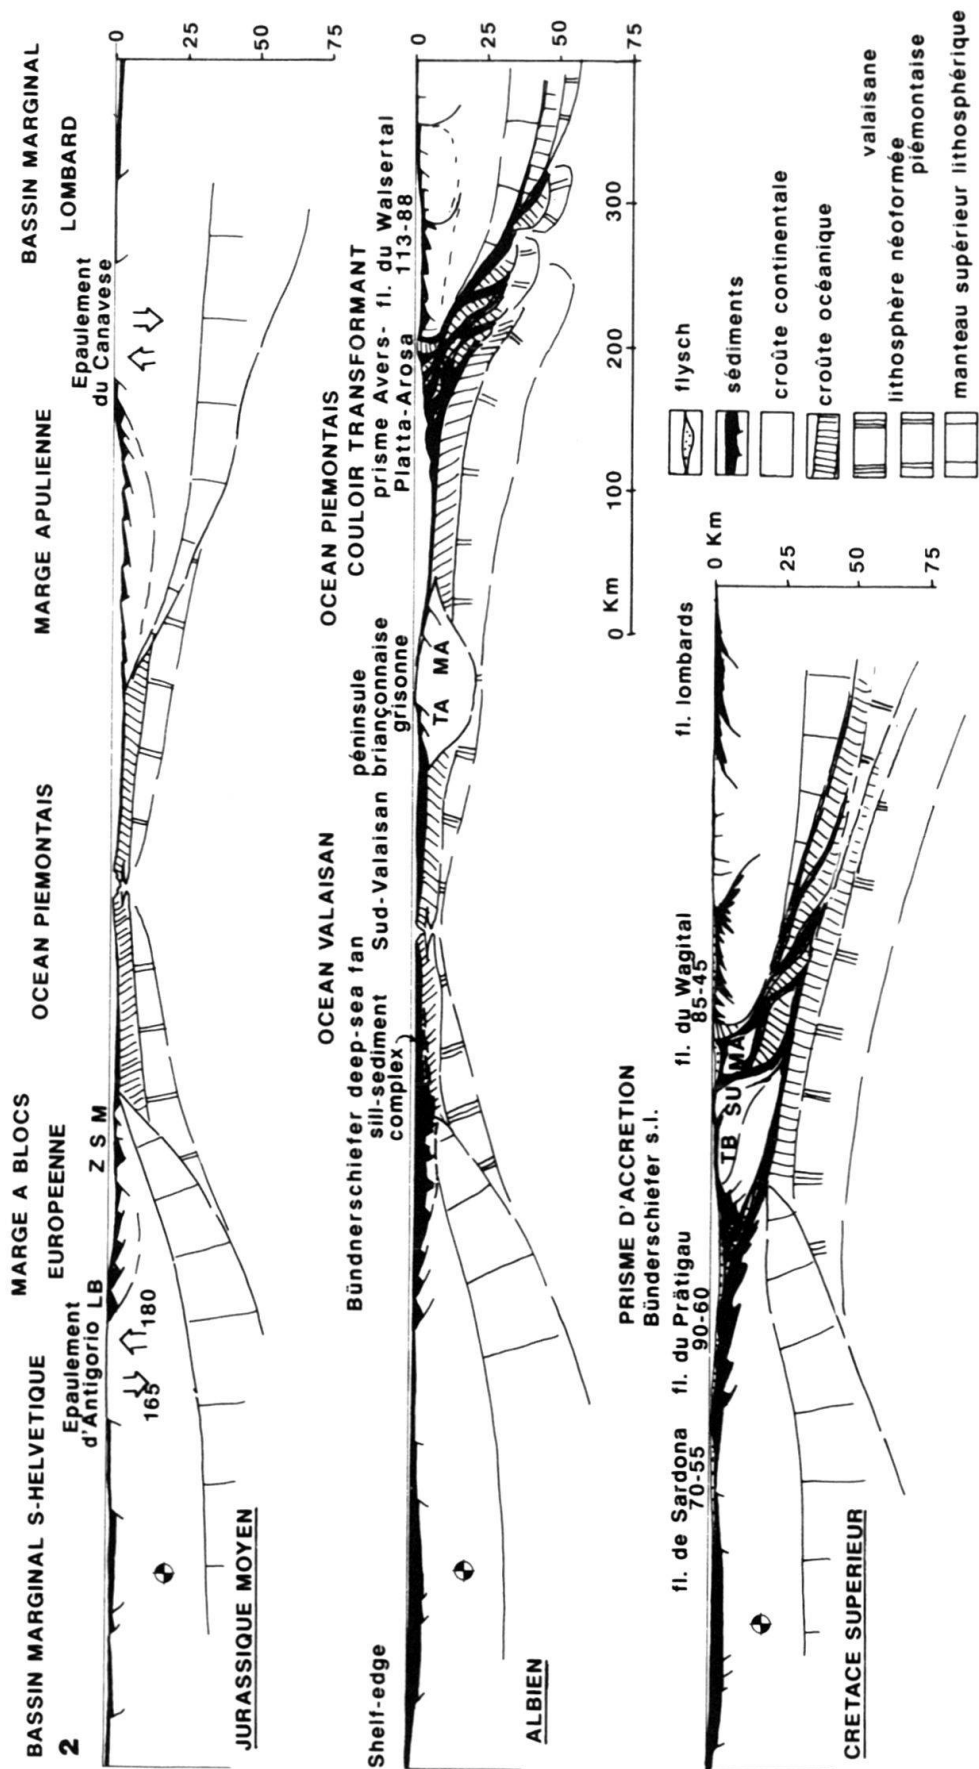 BASSIN MARGINAL S-HELVETIQUE
MARGE A BLOCS
EUROPEENNE
OCEAN PIEMONTAIS
MARGE APULIENNE
BASSIN MARGINAL
LOMBARD
2
Epaulement
d'Antigorio LB
Z S M
Epaulement
du Canavese
165
180
0
25
50
75
JURASSIQUE MOYEN
Shelf-edge
OCEAN VALAISAN
Bündnerschiefer deep-sea fan
sill-sediment
complex
Sud-Valaisan
péninsule
briançonnaise
grisonne
OCEAN PIEMONTAIS
COULOIR TRANSFORMANT
prisme Avers- fl. du Walsertal
Platta-Arosa 113-88
TA MA
0
25
50
75
0 Km
100
200
300
ALBIEN
PRISME D'ACCRETION
Bünderschiefer s.l.
fl. de Sardona
70-55
fl. du Prätigau
90-60
fl. du Wagital
85-45
fl. lombards
TB SU MA
0 Km
25
50
75
CRETACE SUPERIEUR
flysch
sédiments
croûte continentale
croûte océanique
valaisane
lithosphère néoformée
piémontaise
manteau supérieur lithosphérique